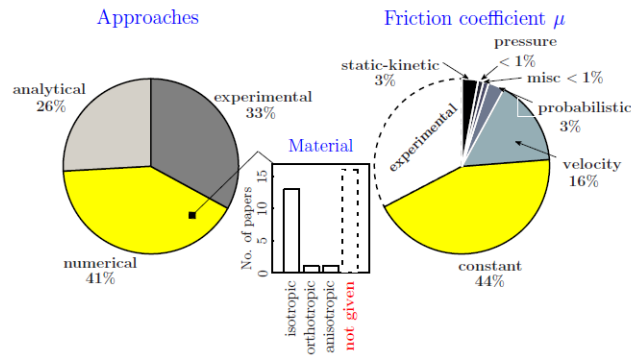 Approaches
analytical
26%
experimental
33%
numerical
41%
Material
No. of papers
0
5
10
15
isotropic
orthotropic
anisotropic
not given
Friction coefficient μ
static-kinetic
3%
pressure
< 1%
misc < 1%
probabilistic
3%
velocity
16%
constant
44%
experimental